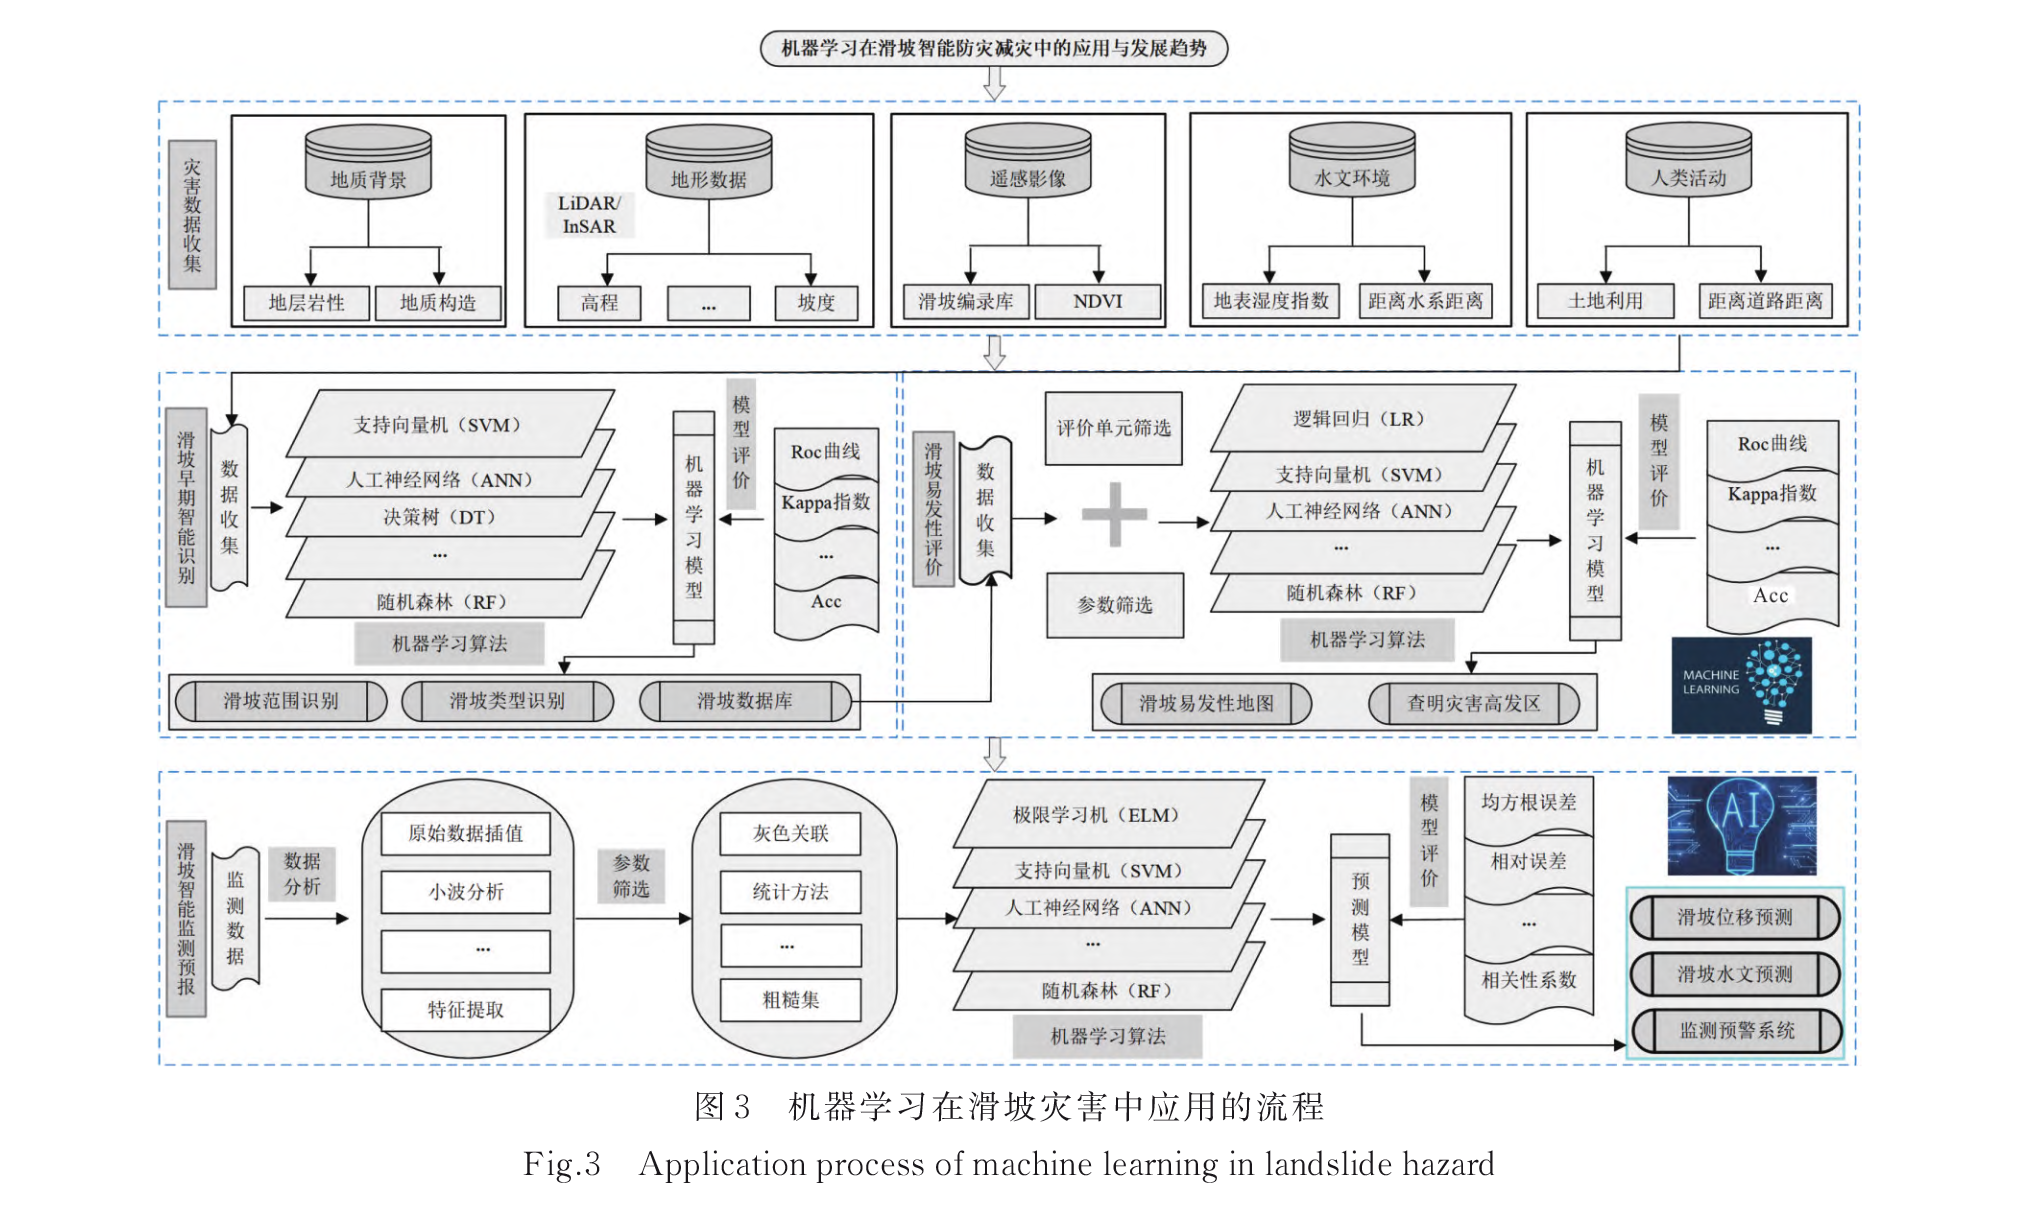 机器学习在滑坡智能防灾减灾中的应用与发展趋势
灾害数据收集
地质背景
地层岩性
地质构造
地形数据
LiDAR/
InSAR
高程
...
坡度
遥感影像
滑坡编录库
NDVI
水文环境
地表湿度指数
距离水系距离
人类活动
土地利用
距离道路距离
滑坡早期智能识别
数据收集
支持向量机（SVM）
人工神经网络（ANN）
决策树（DT）
...
随机森林（RF）
机器学习算法
机器学习模型
模型评价
Roc曲线
Kappa指数
...
Acc
滑坡范围识别
滑坡类型识别
滑坡数据库
滑坡易发性评价
数据收集
评价单元筛选
参数筛选
逻辑回归（LR）
支持向量机（SVM）
人工神经网络（ANN）
...
随机森林（RF）
机器学习算法
机器学习模型
模型评价
Roc曲线
Kappa指数
...
Acc
MACHINE
LEARNING
滑坡易发性地图
查明灾害高发区
滑坡智能监测预报
监测数据
数据
分析
原始数据插值
小波分析
...
特征提取
参数
筛选
灰色关联
统计方法
...
粗糙集
极限学习机（ELM）
支持向量机（SVM）
人工神经网络（ANN）
...
随机森林（RF）
机器学习算法
预测模型
模型评价
均方根误差
相对误差
...
相关性系数
AI
滑坡位移预测
滑坡水文预测
监测预警系统
图 3 机器学习在滑坡灾害中应用的流程
Fig.3 Application process of machine learning in landslide hazard